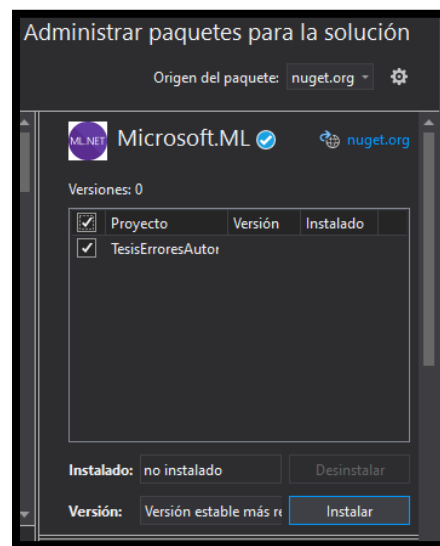 Administrar paquetes para la solución
Origen del paquete: nuget.org
ML.NET Microsoft.ML nuget.org
Versiones: 0
Proyecto Versión Instalado
TesisErroresAutor
Instalado: no instalado Desinstalar
Versión: Versión estable más re Instalar